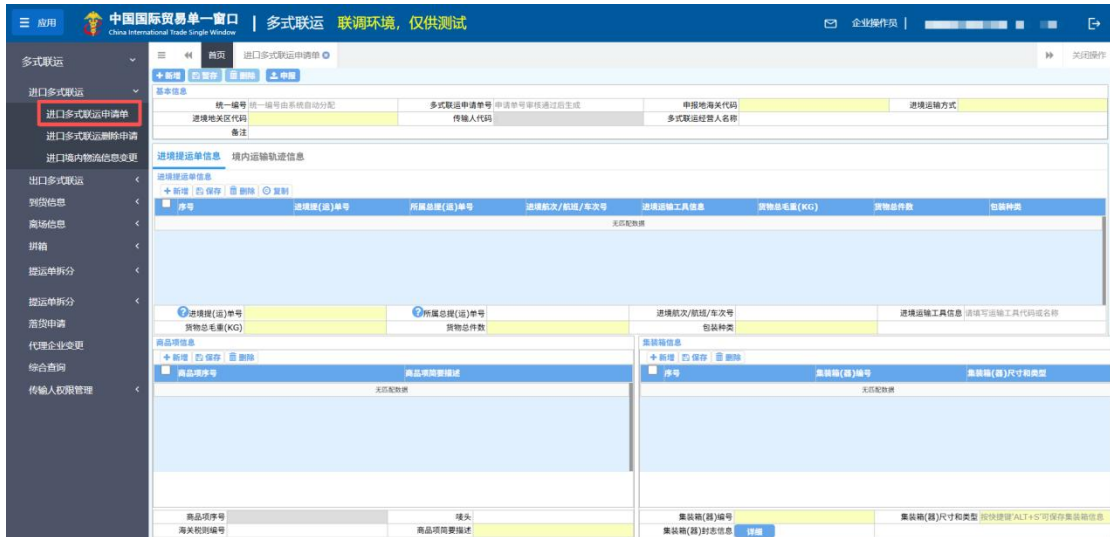 应用 中国国际贸易单一窗口 | 多式联运 联调环境，仅供测试 企业操作员 |
China International Trade Single Window
多式联运
首页 进口多式联运申请单 关闭操作
进口多式联运
进口多式联运申请单
进口多式联运删除申请
进口境内物流信息变更
出口多式联运
到货信息
离场信息
拼箱
提运单拆分
提运单拆分
落货申请
代理企业变更
综合查询
传输人权限管理
+新增 暂存 删除 申报
基本信息
统一编号 统一编号由系统自动分配 多式联运申请单号 申请单号审核通过后生成 申报地海关代码 进境运输方式
进境地关区代码 传输人代码 多式联运经营人名称
备注
进境提运单信息 境内运输轨迹信息
进境提运单信息
+新增 保存 删除 复制
序号 进境提(运)单号 所属总提(运)单号 进境航次/航班/车次号 进境运输工具信息 货物总毛重(KG) 货物总件数 包装种类
无匹配数据
?进境提(运)单号 ?所属总提(运)单号 进境航次/航班/车次号 进境运输工具信息 请填写运输工具代码或名称
货物总毛重(KG) 货物总件数 包装种类
商品项信息
+新增 保存 删除
商品项序号 商品项简要描述
无匹配数据
商品项序号 唛头
海关税则编号 商品项简要描述
集装箱信息
+新增 保存 删除
序号 集装箱(器)编号 集装箱(器)尺寸和类型
无匹配数据
集装箱(器)编号 集装箱(器)尺寸和类型 按快捷键'ALT+S'可保存集装箱信息
集装箱(器)封志信息 详细